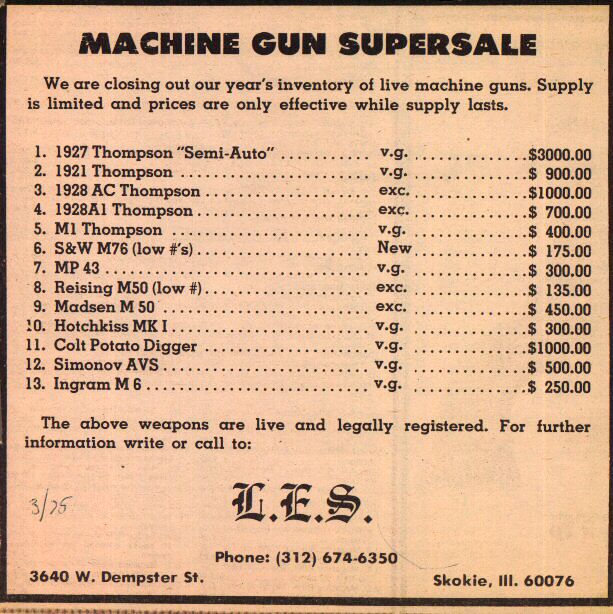 MACHINE GUN SUPERSALE
We are closing out our year's inventory of live machine guns. Supply
is limited and prices are only effective while supply lasts.
1. 1927 Thompson "Semi-Auto" ........... v.g. ............... $3000.00
2. 1921 Thompson ........................ v.g. ............... $ 900.00
3. 1928 AC Thompson ..................... exc. ............... $1000.00
4. 1928A1 Thompson ...................... exc. ............... $ 700.00
5. M1 Thompson .......................... v.g. ............... $ 400.00
6. S&W M76 (low #'s) .................... New ............... $ 175.00
7. MP 43 ................................ v.g. ............... $ 300.00
8. Reising M50 (low #) .................. exc. ............... $ 135.00
9. Madsen M 50 .......................... exc. ............... $ 450.00
10. Hotchkiss MK I ...................... v.g. ............... $ 300.00
11. Colt Potato Digger .................. v.g. ............... $1000.00
12. Simonov AVS ......................... v.g. ............... $ 500.00
13. Ingram M 6 .......................... v.g. ............... $ 250.00
The above weapons are live and legally registered. For further
information write or call to:
3/75
L.E.S.
Phone: (312) 674-6350
3640 W. Dempster St. Skokie, Ill. 60076